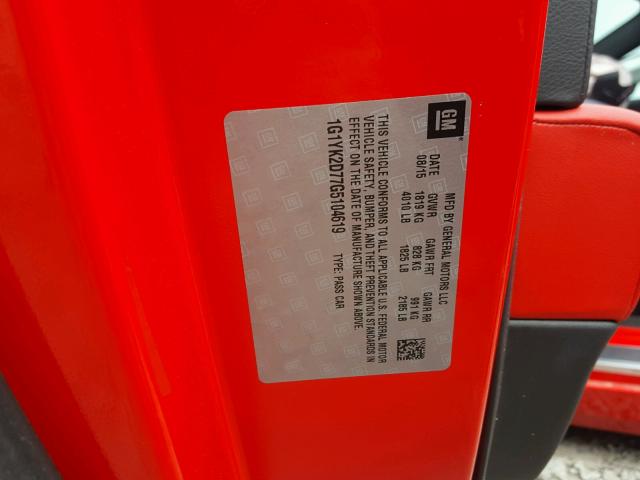 GM
MFD BY GENERAL MOTORS LLC
DATE GVWR GAWR FRT GAWR RR
08/15 1819 KG 828 KG 991 KG
4010 LB 1825 LB 2185 LB
THIS VEHICLE CONFORMS TO ALL APPLICABLE U.S. FEDERAL MOTOR
VEHICLE SAFETY, BUMPER, AND THEFT PREVENTION STANDARDS IN
EFFECT ON THE DATE OF MANUFACTURE SHOWN ABOVE.
1G1YK2D77G5104619 TYPE: PASS CAR